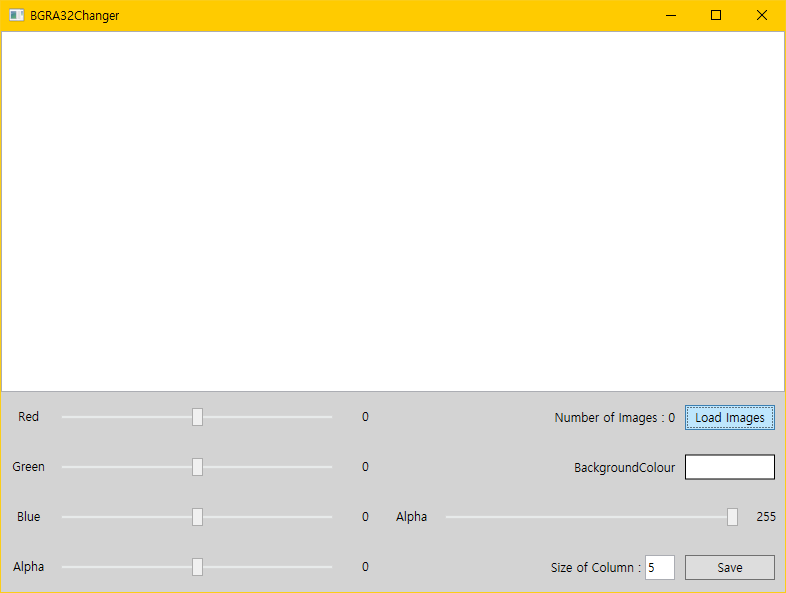 BGRA32Changer
Red 0 Number of Images : 0 Load Images
Green 0 BackgroundColour
Blue 0 Alpha 255
Alpha 0 Size of Column : 5 Save